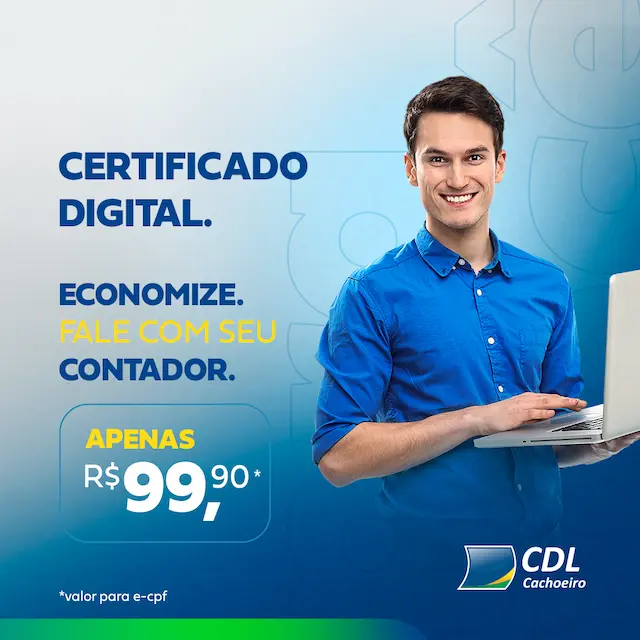 CERTIFICADO
DIGITAL.
ECONOMIZE.
FALE COM SEU
CONTADOR.
APENAS
R$99,90*
*valor para e-cpf
CDL
Cachoeiro